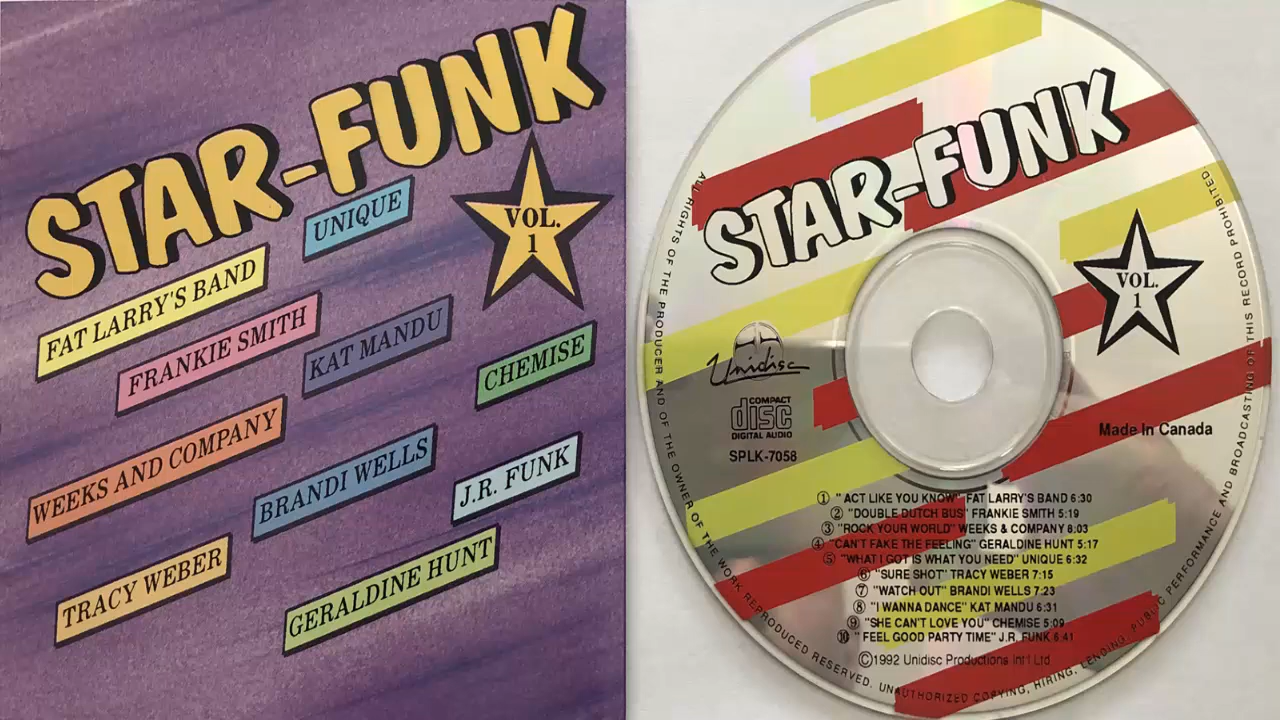 STAR-FUNK
VOL.
1
UNIQUE
FAT LARRY'S BAND
FRANKIE SMITH
KAT MANDU
CHEMISE
WEEKS AND COMPANY
BRANDI WELLS
J.R. FUNK
TRACY WEBER
GERALDINE HUNT
STAR-FUNK
VOL.
1
Unidisc
COMPACT
disc
DIGITAL AUDIO
SPLK-7058
Made In Canada
① "ACT LIKE YOU KNOW" FAT LARRY'S BAND 6:30
② "DOUBLE DUTCH BUS" FRANKIE SMITH 5:19
③ "ROCK YOUR WORLD" WEEKS & COMPANY 6:03
④ "CAN'T FAKE THE FEELING" GERALDINE HUNT 5:17
⑤ "WHAT I GOT IS WHAT YOU NEED" UNIQUE 6:32
⑥ "SURE SHOT" TRACY WEBER 7:15
⑦ "WATCH OUT" BRANDI WELLS 7:23
⑧ "I WANNA DANCE" KAT MANDU 6:31
⑨ "SHE CAN'T LOVE YOU" CHEMISE 5:09
⑩ "FEEL GOOD PARTY TIME" J.R. FUNK 6:41
©1992 Unidisc Productions Int'l Ltd
ALL RIGHTS OF THE PRODUCER AND OF THE OWNER OF THE WORK REPRODUCED RESERVED. UNAUTHORIZED COPYING, HIRING, LENDING, PUBLIC PERFORMANCE AND BROADCASTING OF THIS RECORD PROHIBITED